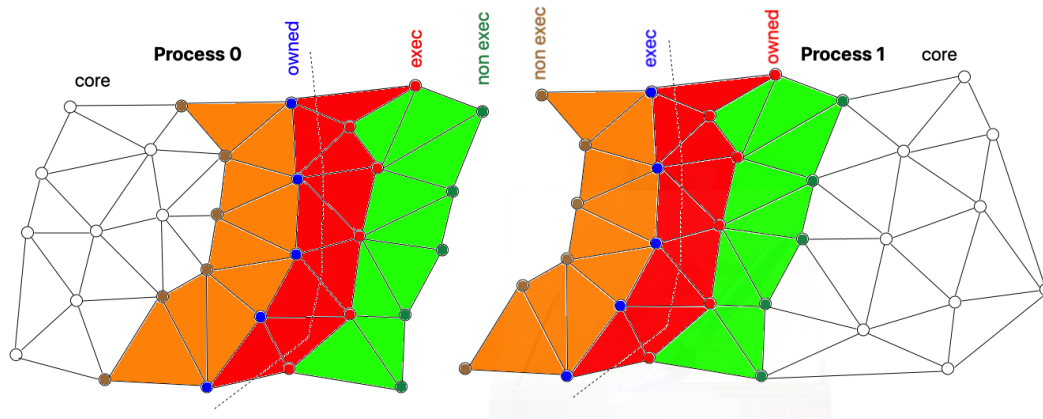 core
Process 0
owned
exec
non exec
non exec
exec
owned
Process 1
core